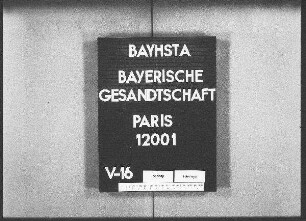 BAYHSTA
BAYERISCHE
GESANDTSCHAFT
PARIS
12001
V-16